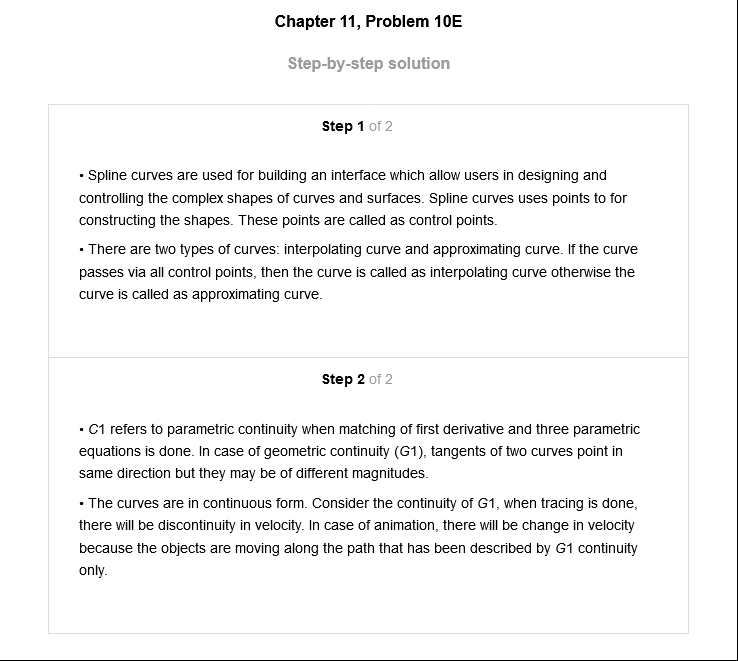 Chapter 11, Problem 10E
Step-by-step solution
Step 1 of 2
• Spline curves are used for building an interface which allow users in designing and
controlling the complex shapes of curves and surfaces. Spline curves uses points to for
constructing the shapes. These points are called as control points.
• There are two types of curves: interpolating curve and approximating curve. If the curve
passes via all control points, then the curve is called as interpolating curve otherwise the
curve is called as approximating curve.
Step 2 of 2
• C1 refers to parametric continuity when matching of first derivative and three parametric
equations is done. In case of geometric continuity (G1), tangents of two curves point in
same direction but they may be of different magnitudes.
• The curves are in continuous form. Consider the continuity of G1, when tracing is done,
there will be discontinuity in velocity. In case of animation, there will be change in velocity
because the objects are moving along the path that has been described by G1 continuity
only.